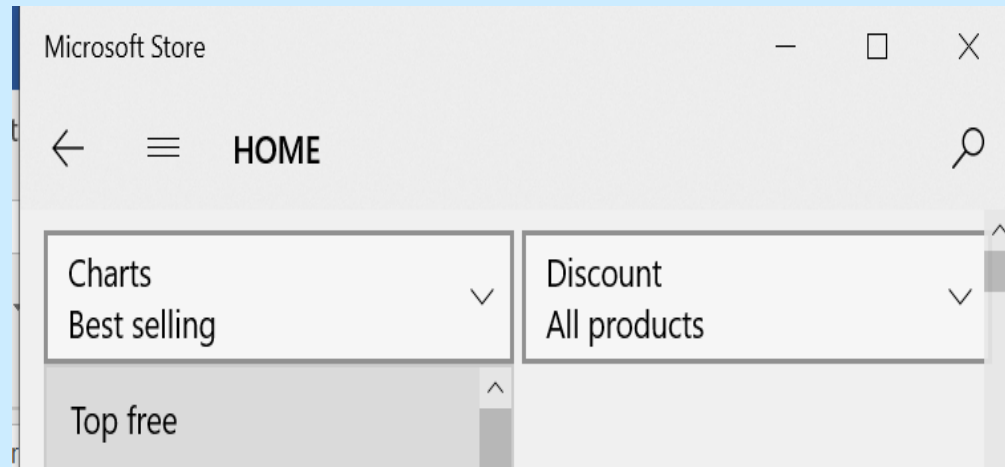 Microsoft Store
HOME
Charts
Best selling
Discount
All products
Top free